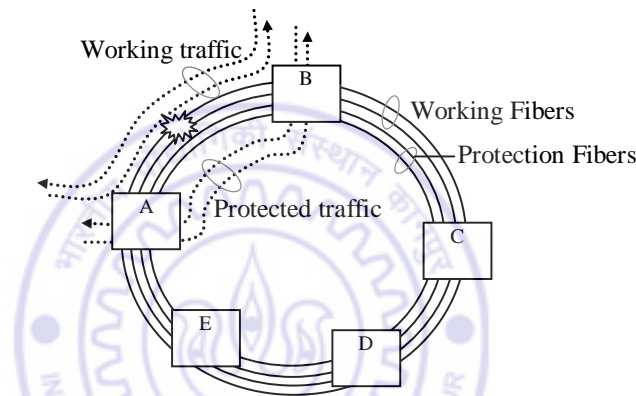 Working traffic
B
Working Fibers
Protection Fibers
Protected traffic
A
C
E
D